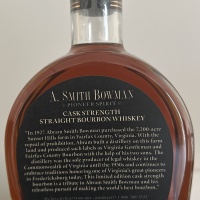 A. SMITH BOWMAN
PIONEER SPIRIT
CASK STRENGTH
STRAIGHT BOURBON WHISKEY
"In 1927 Abram Smith Bowman purchased the 7,200 acre
Sunset Hills farm in Fairfax County, Virginia. With the
repeal of prohibition, Abram built a distillery on this farm
land and produced such labels as Virginia Gentleman and
Fairfax County Bourbon with the help of his two sons. The
distillery was the sole producer of legal whiskey in the
Commonwealth of Virginia until the 1950s and continues to
embrace traditions honoring one of Virginia's great pioneers
in Fredericksburg today. This limited edition cask strength
bourbon is a tribute to Abram Smith Bowman and his
relentless pursuit of making the world's best bourbon."